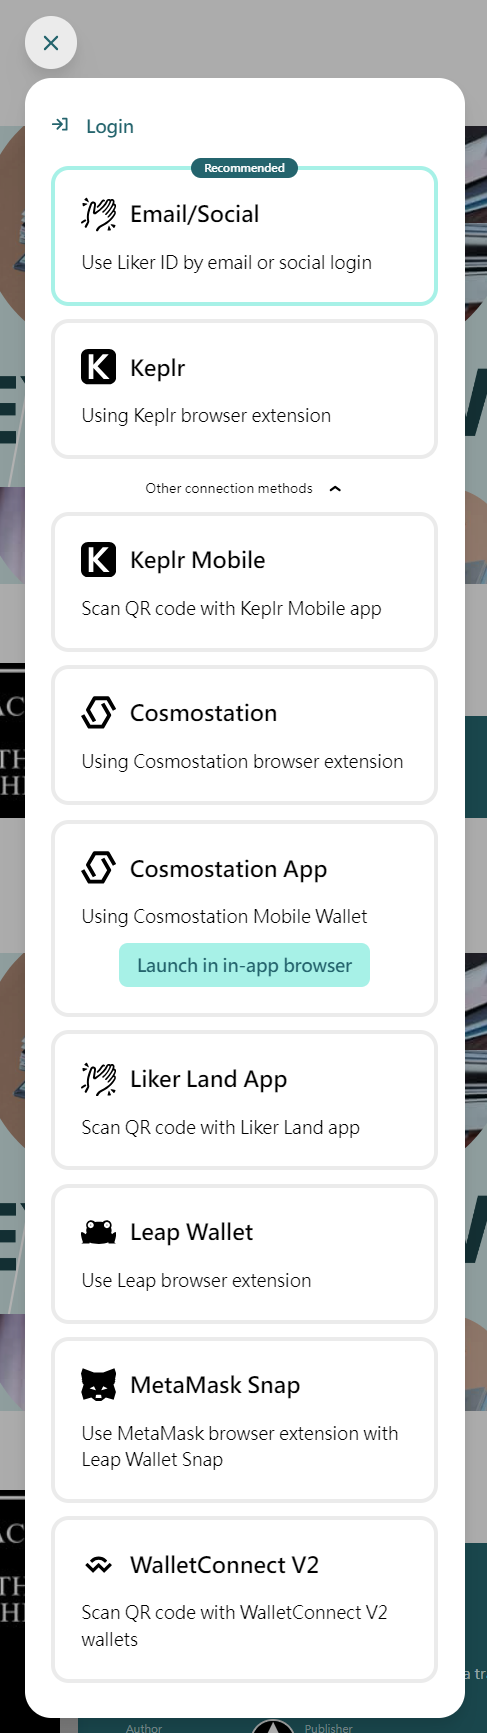 Login
Recommended
Email/Social
Use Liker ID by email or social login
Keplr
Using Keplr browser extension
Other connection methods
Keplr Mobile
Scan QR code with Keplr Mobile app
Cosmostation
Using Cosmostation browser extension
Cosmostation App
Using Cosmostation Mobile Wallet
Launch in in-app browser
Liker Land App
Scan QR code with Liker Land app
Leap Wallet
Use Leap browser extension
MetaMask Snap
Use MetaMask browser extension with
Leap Wallet Snap
WalletConnect V2
Scan QR code with WalletConnect V2
wallets
Author
Publisher